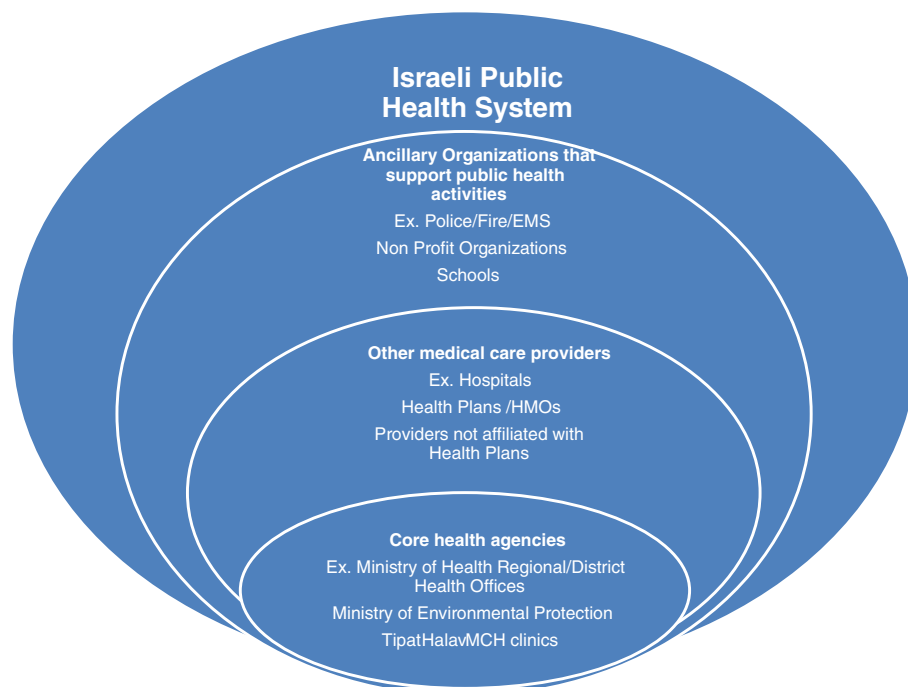 Israeli Public
Health System
Ancillary Organizations that
support public health
activities
Ex. Police/Fire/EMS
Non Profit Organizations
Schools
Other medical care providers
Ex. Hospitals
Health Plans /HMOs
Providers not affiliated with
Health Plans
Core health agencies
Ex. Ministry of Health Regional/District
Health Offices
Ministry of Environmental Protection
TipatHalavMCH clinics